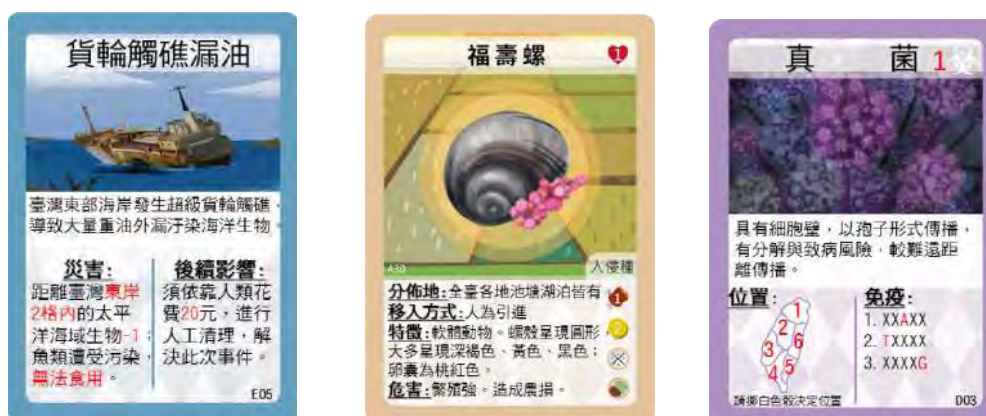 貨輪觸礁漏油
臺灣東部海岸發生超級貨輪觸礁,
導致大量重油外漏汙染海洋生物。
災害:
距離臺灣東岸
2格內的太平
洋海域生物-1;
魚類遭受污染,
無法食用。
後續影響:
須依靠人類花
費20元,進行
人工清理,解
決此次事件。
E05
福壽螺
1
A30
入侵種
分佈地:全臺各地池塘湖泊皆有
1
移入方式:人為引進
特徵:軟體動物。螺殼呈現圓形
大多呈現深褐色、黃色、黑色;
卵囊為桃紅色。
危害:繁殖強。造成農損。
真 菌 1
具有細胞壁,以孢子形式傳播,
有分解與致病風險,較難遠距
離傳播。
位置:
1
2
6
3
4
5
請擲白色骰決定位置
免疫:
1. XXAXX
2. TXXXX
3. XXXXG
D03